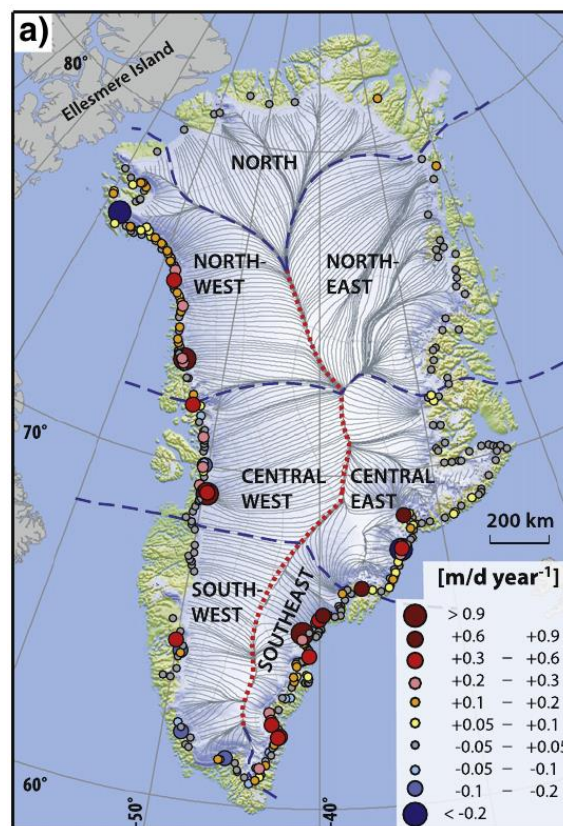 a)
Ellesmere Island
80°
NORTH
NORTH-
WEST
NORTH-
EAST
70°
CENTRAL
WEST
CENTRAL
EAST
200 km
SOUTH-
WEST
SOUTHEAST
[m/d year-1]
> 0.9
+0.6 +0.9
+0.3 – +0.6
+0.2 – +0.3
+0.1 – +0.2
+0.05 – +0.1
-0.05 – +0.05
-0.05 – -0.1
-0.1 – -0.2
< -0.2
60°
-50°
-40°